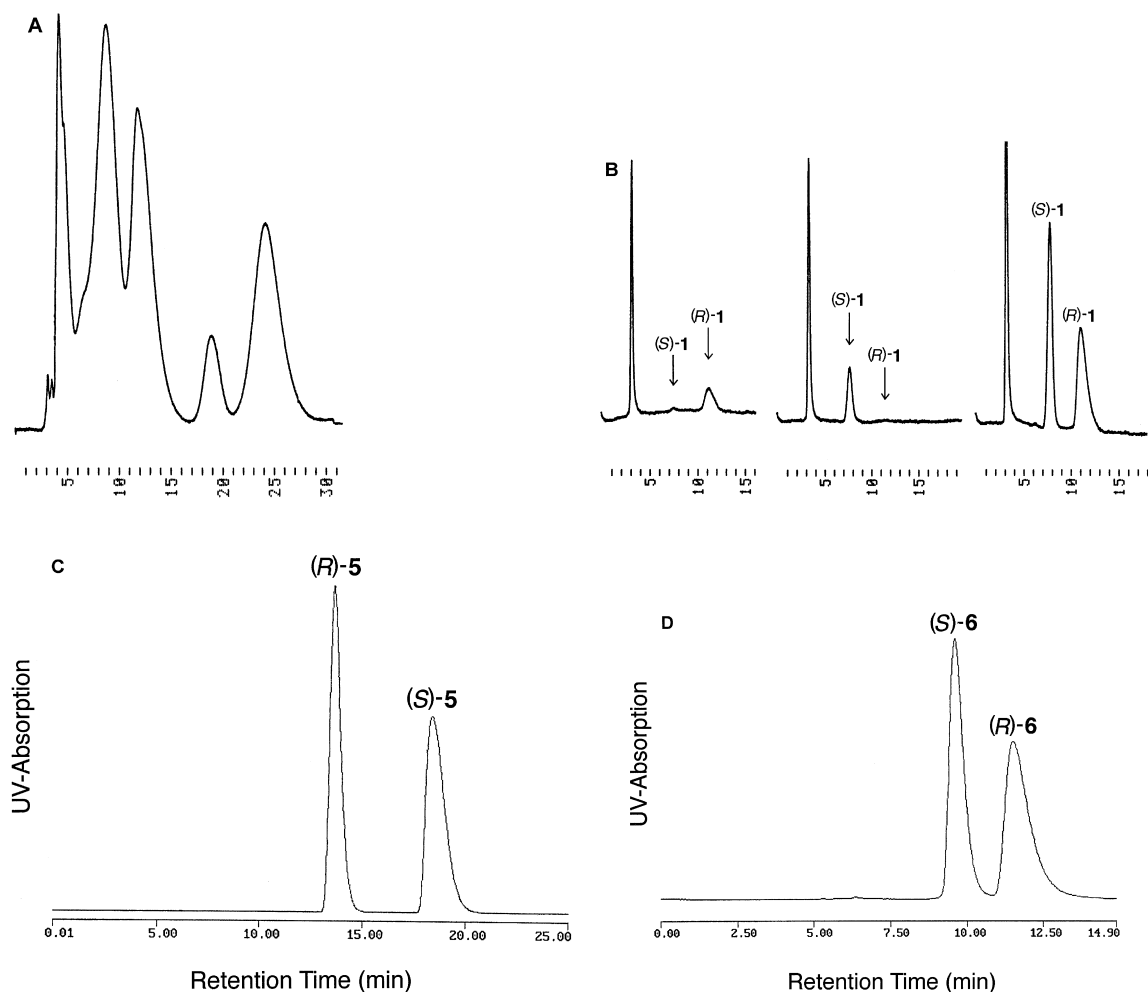 A
5 10 15 20 25 30
B
(S)-1
(R)-1
5 10 15
(S)-1
(R)-1
5 10 15
(S)-1
(R)-1
5 10 15
C
(R)-5
(S)-5
UV-Absorption
0.01 5.00 10.00 15.00 20.00 25.00
Retention Time (min)
D
(S)-6
(R)-6
UV-Absorption
0.00 2.50 5.00 7.50 10.00 12.50 14.90
Retention Time (min)